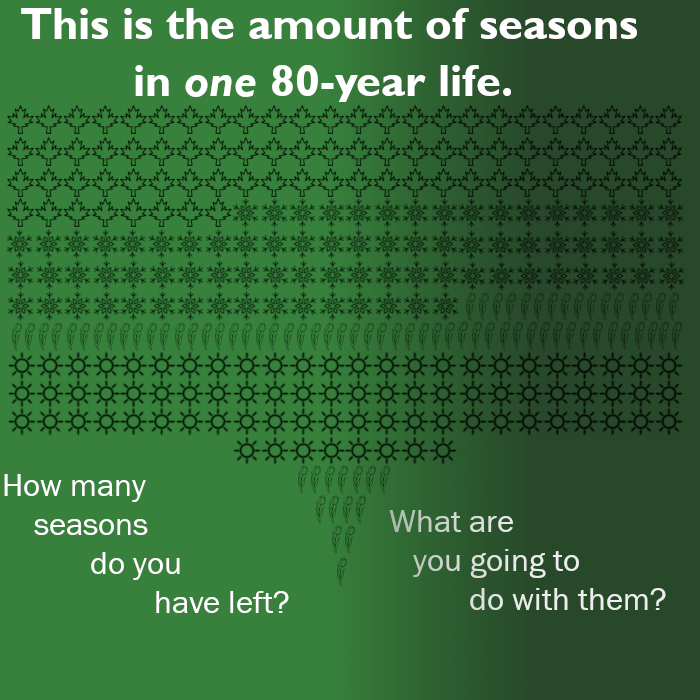 This is the amount of seasons
in one 80-year life.
How many
seasons
do you
have left?
What are
you going to
do with them?